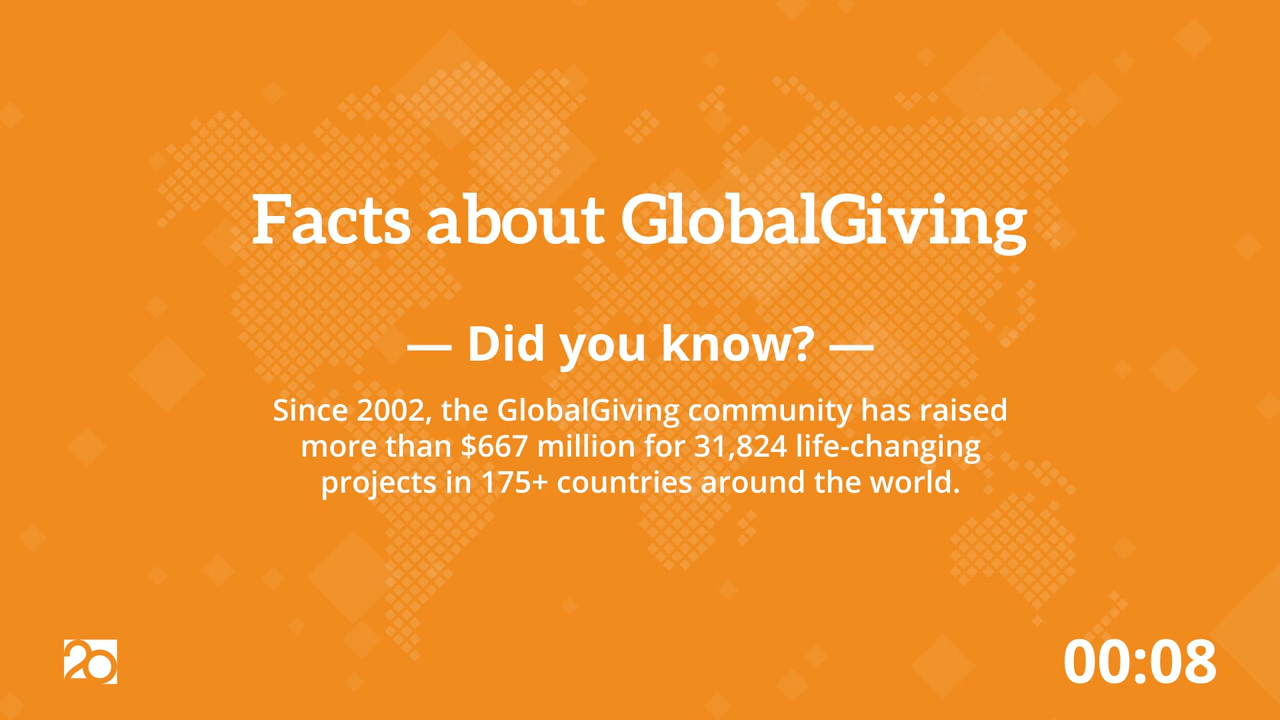 Facts about GlobalGiving
— Did you know? —
Since 2002, the GlobalGiving community has raised
more than $667 million for 31,824 life-changing
projects in 175+ countries around the world.
20
00:08